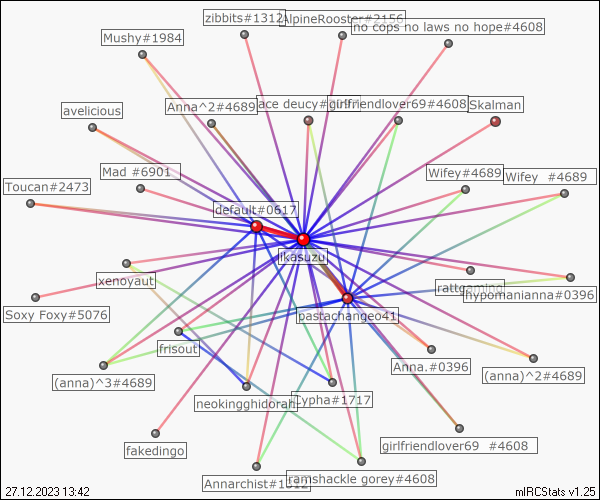 zibbits#1312
AlpineRooster#2156
no cops no laws no hope#4608
Mushy#1984
avelicious
Anna^2#4689
ace deucy#
girlfriendlover69#4608
Skalman
Mad #6901
Wifey#4689
Wifey #4689
Toucan#2473
default#0617
ikasuzu
xenoyaut
rattgaming
hypomanianna#0396
Soxy Foxy#5076
pastachangeo41
frisout
Anna.#0396
(anna)^3#4689
(anna)^2#4689
neokingghidorah
Typha#1717
fakedingo
girlfriendlover69 #4608
Annarchist#1312
ramshackle gorey#4608
27.12.2023 13:42
mIRCStats v1.25